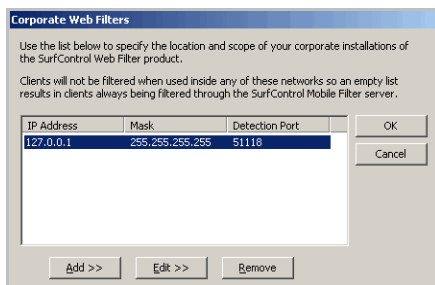 Corporate Web Filters
Use the list below to specify the location and scope of your corporate installations of
the SurfControl Web Filter product.
Clients will not be filtered when used inside any of these networks so an empty list
results in clients always being filtered through the SurfControl Mobile Filter server.
IP Address Mask Detection Port
127.0.0.1 255.255.255.255 51118
OK
Cancel
Add >> Edit >> Remove